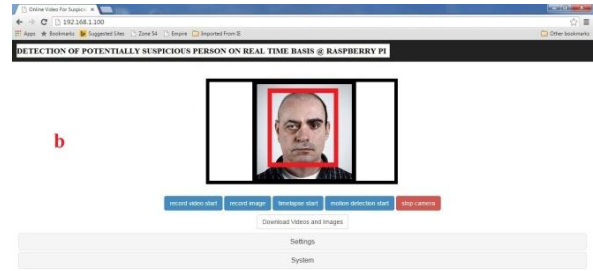 Online Video For Suspici
192.168.1.100
Apps Bookmarks Suggested Sites Zone 54 Empire Imported From IE Other bookmarks
DETECTION OF POTENTIALLY SUSPICIOUS PERSON ON REAL TIME BASIS @ RASPBERRY PI
b
record video start record image timelapse start motion detection start stop camera
Download Videos and Images
Settings
System